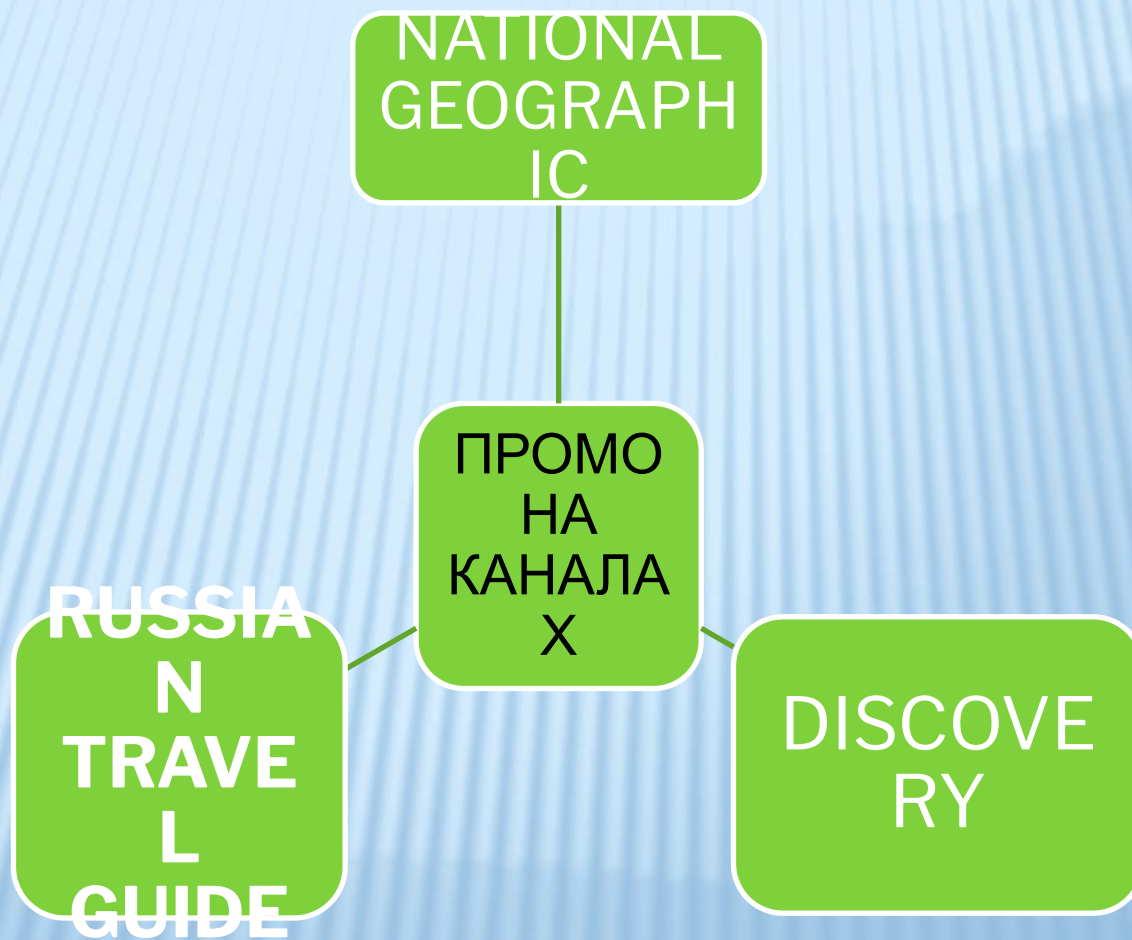 NATIONAL
GEOGRAPH
IC
ПРОМО
НА
КАНАЛА
Х
RUSSIA
N
TRAVE
L
GUIDE
DISCOVE
RY